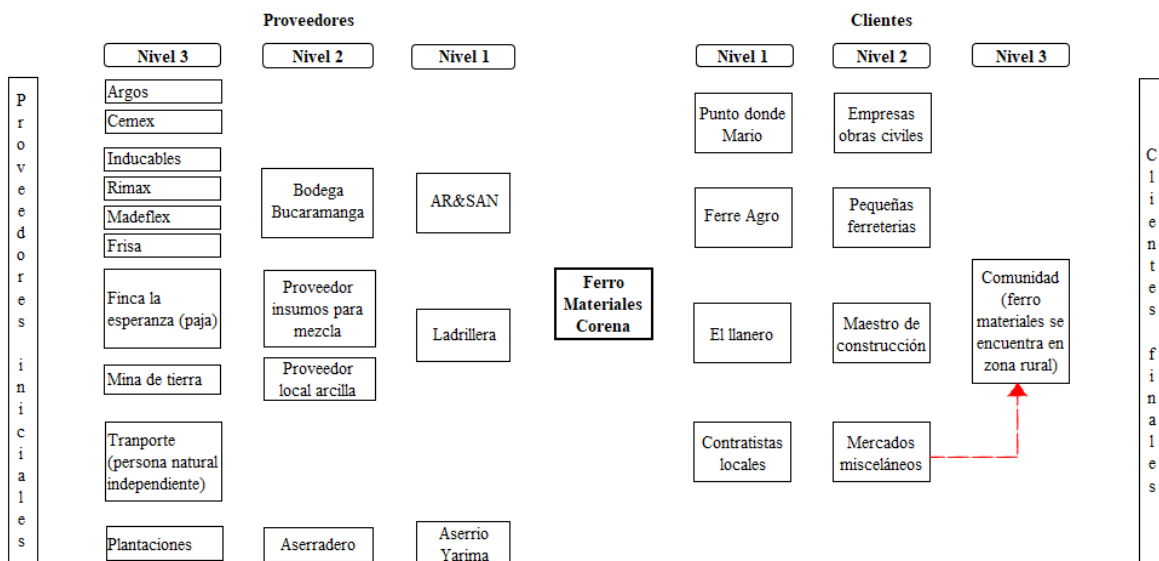 Proveedores
Clientes
Nivel 3
Nivel 2
Nivel 1
Nivel 1
Nivel 2
Nivel 3
Proveedores iniciales
Argos
Cemex
Inducables
Rimax
Madeflex
Frisa
Finca la
esperanza (paja)
Mina de tierra
Tranporte
(persona natural
independiente)
Plantaciones
Bodega
Bucaramanga
Proveedor
insumos para
mezcla
Proveedor
local arcilla
Aserradero
AR&SAN
Ladrillera
Aserrio
Yarima
Ferro
Materiales
Corena
Punto donde
Mario
Ferre Agro
El llanero
Contratistas
locales
Empresas
obras civiles
Pequeñas
ferreterias
Maestro de
construcción
Mercados
misceláneos
Comunidad
(ferro
materiales se
encuentra en
zona rural)
Clientes finales